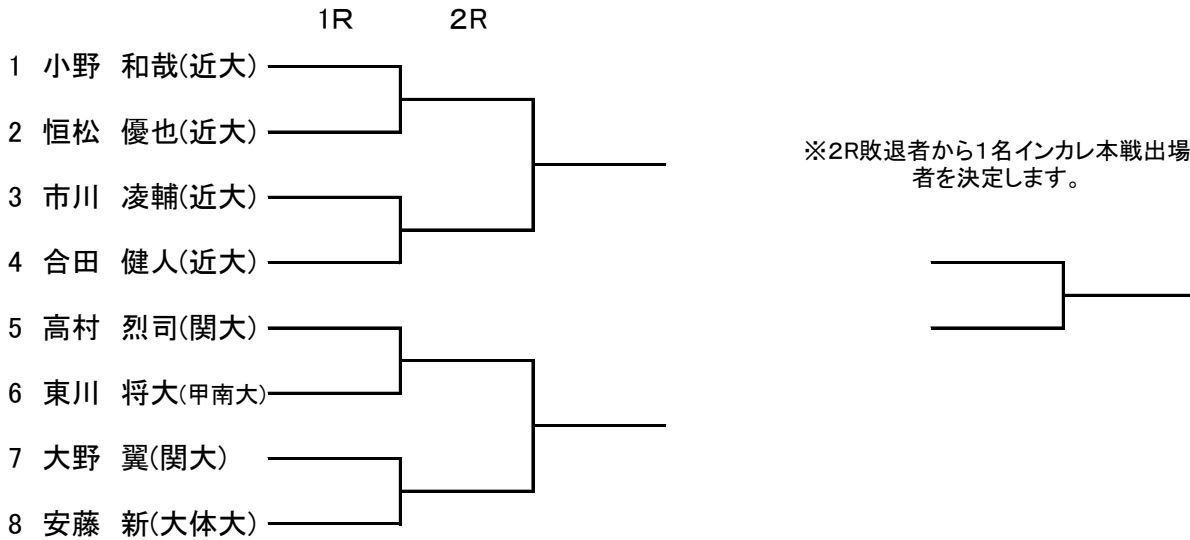 1R 2R
1 小野 和哉(近大)
2 恒松 優也(近大)
3 市川 凌輔(近大)
4 合田 健人(近大)
5 高村 烈司(関大)
6 東川 将大(甲南大)
7 大野 翼(関大)
8 安藤 新(大体大)
※2R敗退者から1名インカレ本戦出場
者を決定します。